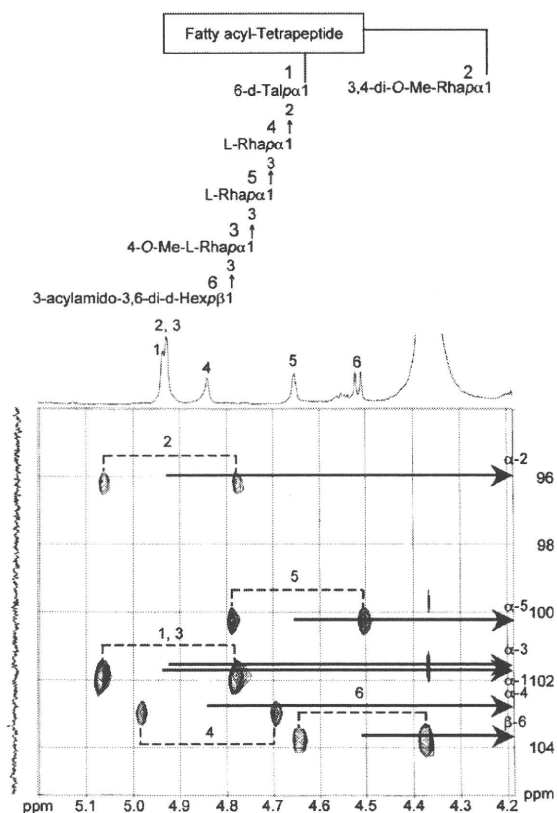 Fatty acyl-Tetrapeptide
1 2
6-d-Talpα1 3,4-di-O-Me-Rhapα1
2
4 ↑
L-Rhapα1
3
5 ↑
L-Rhapα1
3
3 ↑
4-O-Me-L-Rhapα1
3
6 ↑
3-acylamido-3,6-di-d-Hexpβ1
2, 3
1 4 5 6
2 α-2
96
98
5
100
α-5
1, 3 α-3
α-1 102
α-4
6
4 β-6
104
ppm
ppm 5.1 5.0 4.9 4.8 4.7 4.6 4.5 4.4 4.3 4.2